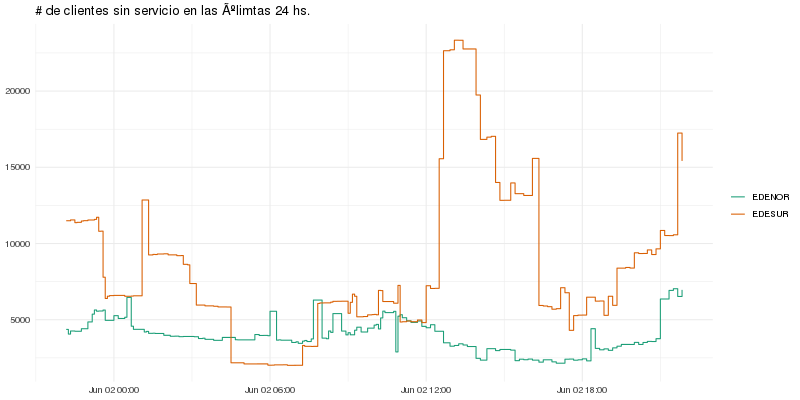 # de clientes sin servicio en las Ãºlimtas 24 hs.
20000
15000
10000
5000
Jun 02 00:00
Jun 02 06:00
Jun 02 12:00
Jun 02 18:00
EDENOR
EDESUR